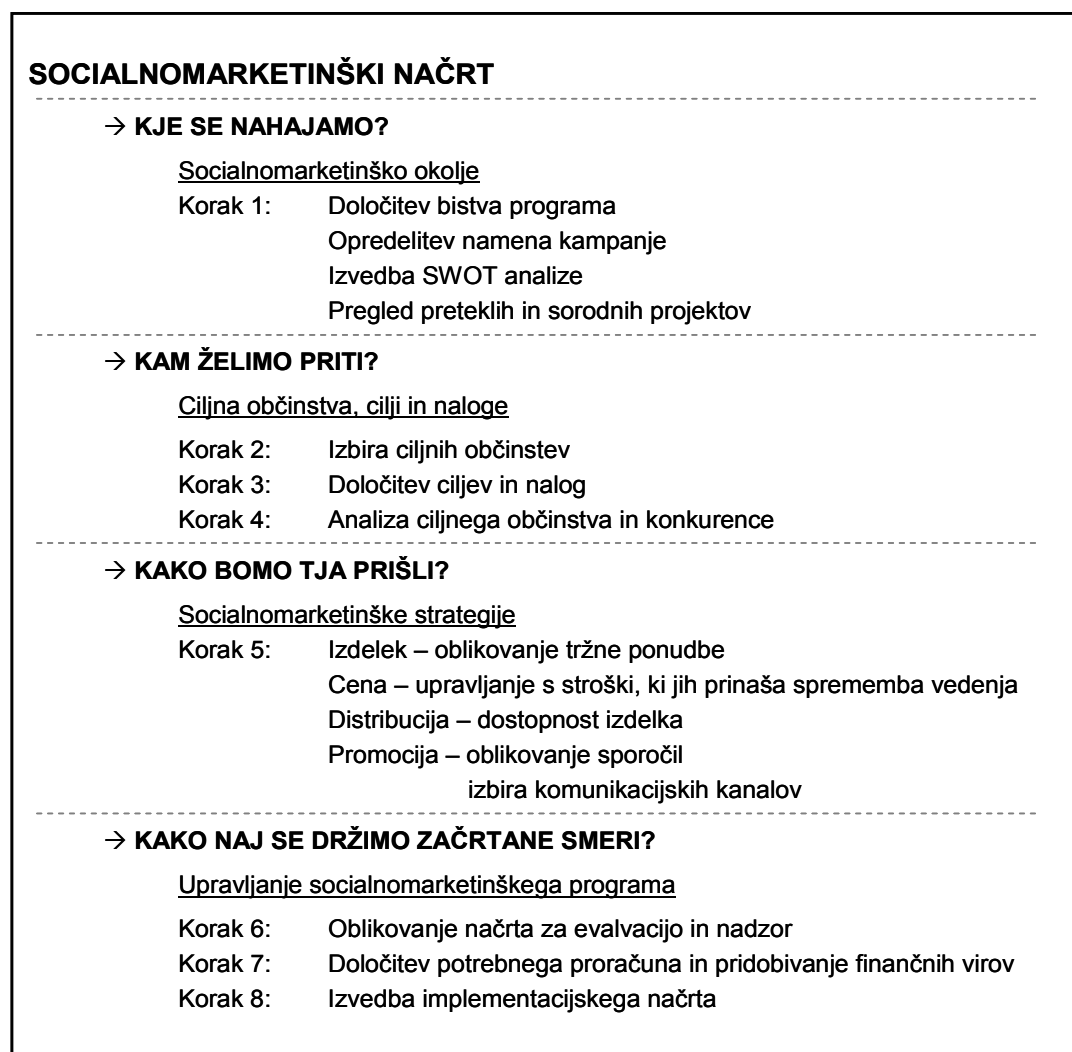 SOCIALNOMARKETINŠKI NAČRT
→ KJE SE NAHAJAMO?
Socialnomarketinško okolje
Korak 1: Določitev bistva programa
Opredelitev namena kampanje
Izvedba SWOT analize
Pregled preteklih in sorodnih projektov
→ KAM ŽELIMO PRITI?
Ciljna občinstva, cilji in naloge
Korak 2: Izbira ciljnih občinstev
Korak 3: Določitev ciljev in nalog
Korak 4: Analiza ciljnega občinstva in konkurence
→ KAKO BOMO TJA PRIŠLI?
Socialnomarketinške strategije
Korak 5: Izdelek – oblikovanje tržne ponudbe
Cena – upravljanje s stroški, ki jih prinaša sprememba vedenja
Distribucija – dostopnost izdelka
Promocija – oblikovanje sporočil
izbira komunikacijskih kanalov
→ KAKO NAJ SE DRŽIMO ZAČRTANE SMERI?
Upravljanje socialnomarketinškega programa
Korak 6: Oblikovanje načrta za evalvacijo in nadzor
Korak 7: Določitev potrebnega proračuna in pridobivanje finančnih virov
Korak 8: Izvedba implementacijskega načrta